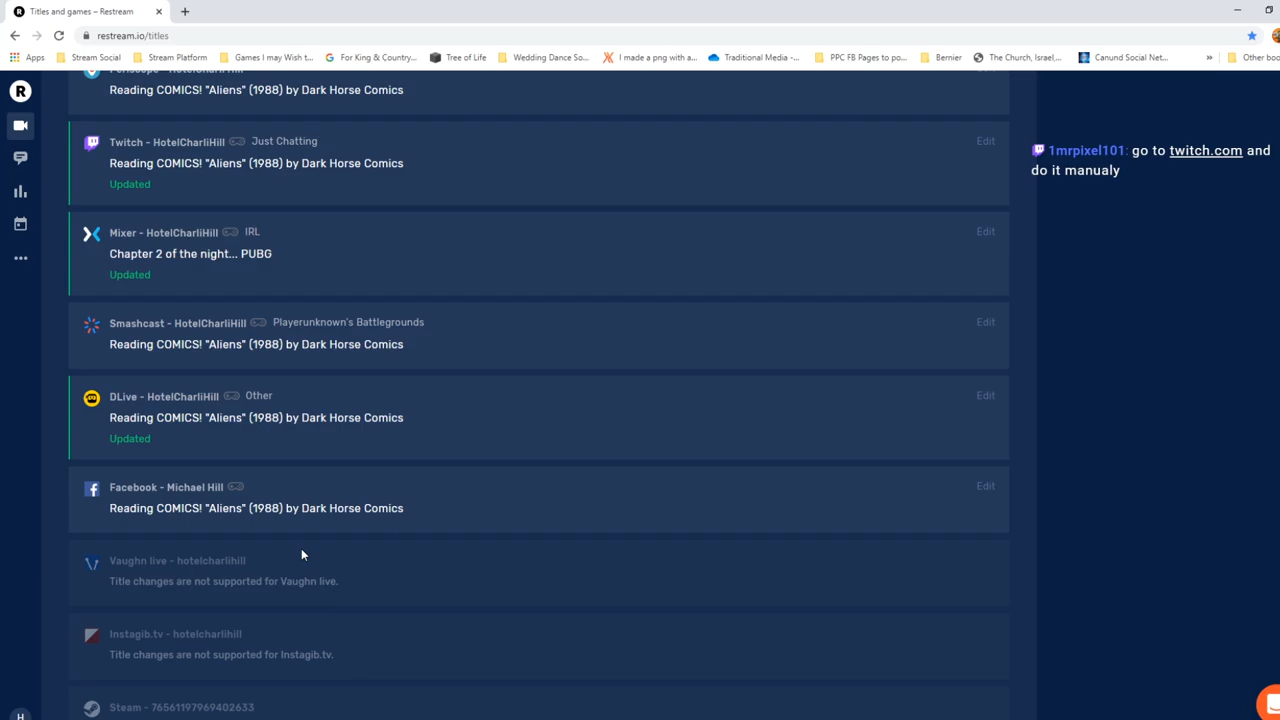 Titles and games – Restream
restream.io/titles
Apps Stream Social Stream Platform Games I may Wish t... For King & Country... Tree of Life Wedding Dance So... I made a png with a... Traditional Media -... PPC FB Pages to po... Bernier The Church, Israel,... Canund Social Net... » Other boo
R
Periscope - HotelCharliHill
Reading COMICS! "Aliens" (1988) by Dark Horse Comics
Twitch - HotelCharliHill Just Chatting Edit
Reading COMICS! "Aliens" (1988) by Dark Horse Comics
Updated
1mrpixel101: go to twitch.com and
do it manualy
Mixer - HotelCharliHill IRL Edit
Chapter 2 of the night... PUBG
Updated
Smashcast - HotelCharliHill Playerunknown's Battlegrounds Edit
Reading COMICS! "Aliens" (1988) by Dark Horse Comics
DLive - HotelCharliHill Other Edit
Reading COMICS! "Aliens" (1988) by Dark Horse Comics
Updated
Facebook - Michael Hill Edit
Reading COMICS! "Aliens" (1988) by Dark Horse Comics
Vaughn live - hotelcharlihill
Title changes are not supported for Vaughn live.
Instagib.tv - hotelcharlihill
Title changes are not supported for Instagib.tv.
Steam - 76561197969402633
H